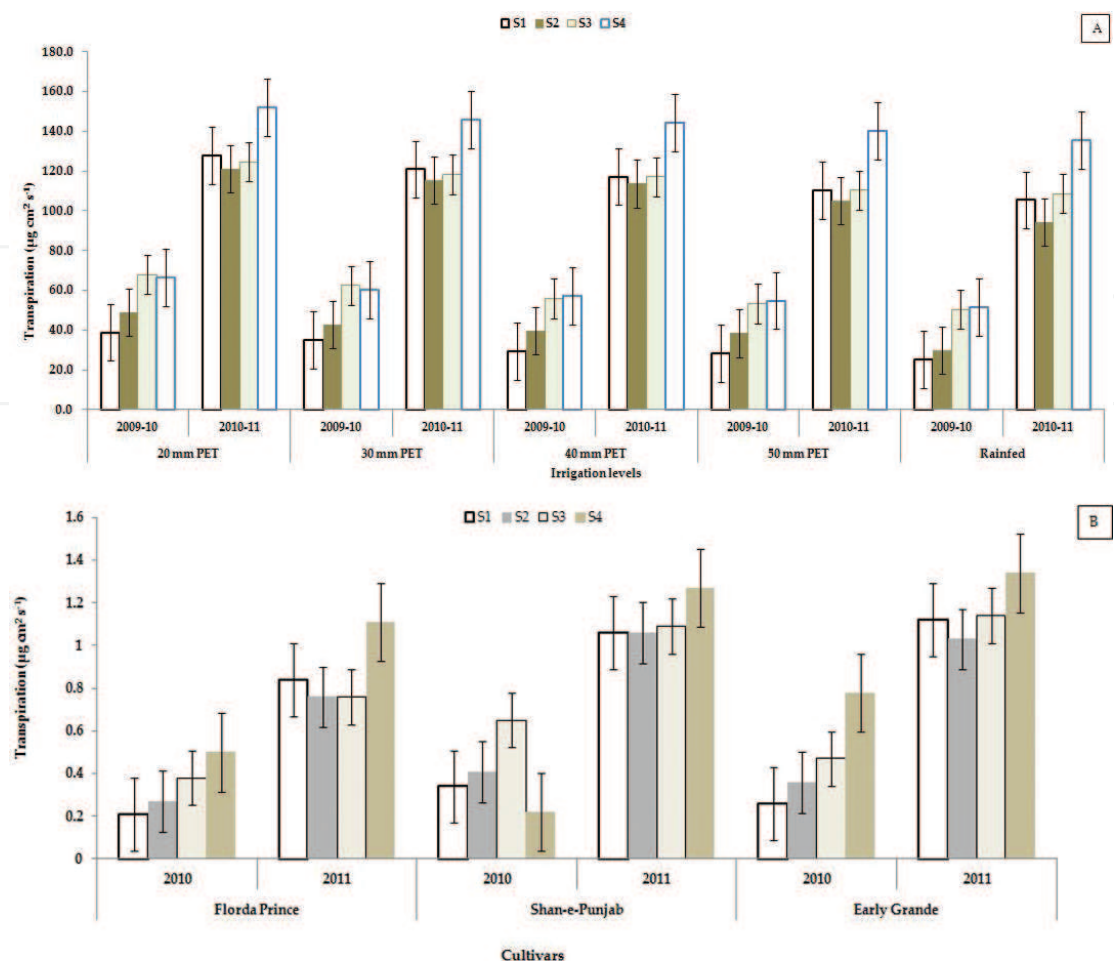 S1 S2 S3 S4
A
Transpiration (µg cm² s⁻¹)
180.0
160.0
140.0
120.0
100.0
80.0
60.0
40.0
20.0
0.0
2009-10 2010-11 2009-10 2010-11 2009-10 2010-11 2009-10 2010-11 2009-10 2010-11
20 mm PET 30 mm PET 40 mm PET 50 mm PET Rainfed
Irrigation levels
S1 S2 S3 S4
B
Transpiration (µg cm² s⁻¹)
1.6
1.4
1.2
1
0.8
0.6
0.4
0.2
0
2010 2011 2010 2011 2010 2011
Florda Prince Shan-e-Punjab Early Grande
Cultivars